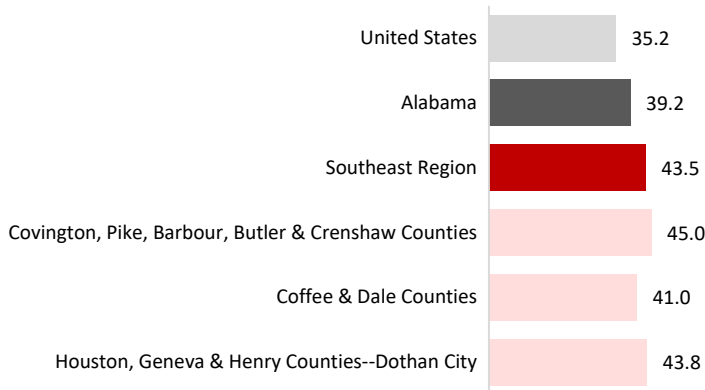 United States 35.2
Alabama 39.2
Southeast Region 43.5
Covington, Pike, Barbour, Butler & Crenshaw Counties 45.0
Coffee & Dale Counties 41.0
Houston, Geneva & Henry Counties--Dothan City 43.8